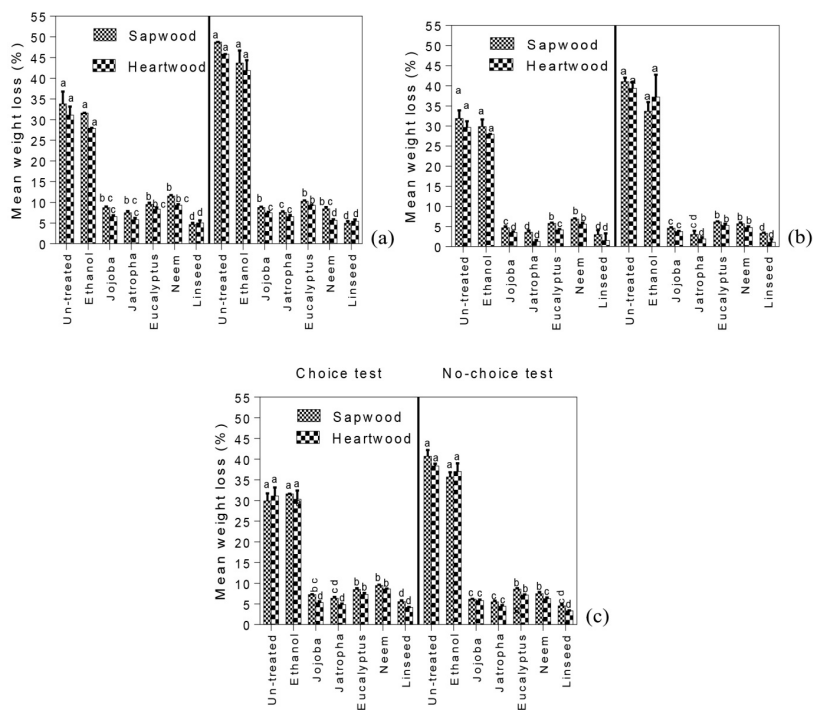 Mean weight loss (%)
55
50
45
40
35
30
25
20
15
10
5
0
Sapwood
Heartwood
a a a a b c c b c c b b c b b c d d
a a a a b c c c b b b c d d d
Un-treated
Ethanol
Jojoba
Jatropha
Eucalyptus
Neem
Linseed
Un-treated
Ethanol
Jojoba
Jatropha
Eucalyptus
Neem
Linseed
(a)
Mean weight loss (%)
55
50
45
40
35
30
25
20
15
10
5
0
Sapwood
Heartwood
a a a a c d d d b c b b d d
a a a a c c c d d b b b b d d
Un-treated
Ethanol
Jojoba
Jatropha
Eucalyptus
Neem
Linseed
Un-treated
Ethanol
Jojoba
Jatropha
Eucalyptus
Neem
Linseed
(b)
Choice test No-choice test
Mean weight loss (%)
55
50
45
40
35
30
25
20
15
10
5
0
Sapwood
Heartwood
a a a a b c c c d d b b b b d d
a a a a c c c c b b b c c d d
Un-treated
Ethanol
Jojoba
Jatropha
Eucalyptus
Neem
Linseed
Un-treated
Ethanol
Jojoba
Jatropha
Eucalyptus
Neem
Linseed
(c)